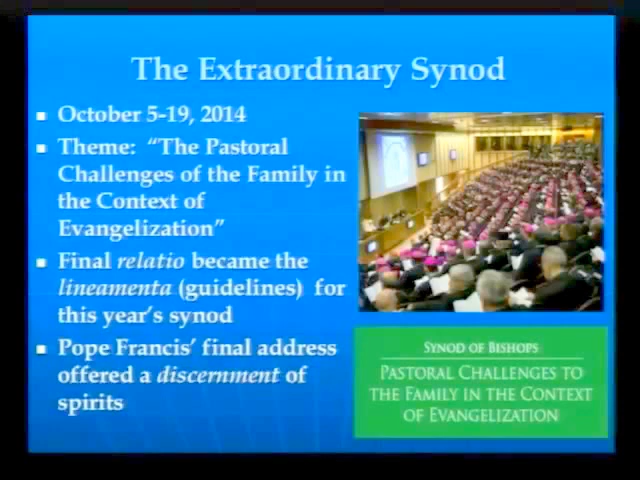 The Extraordinary Synod
▪ October 5-19, 2014
▪ Theme: “The Pastoral
Challenges of the Family in
the Context of
Evangelization”
▪ Final relatio became the
lineamenta (guidelines) for
this year’s synod
▪ Pope Francis’ final address
offered a discernment of
spirits
SYNOD OF BISHOPS
PASTORAL CHALLENGES TO
THE FAMILY IN THE CONTEXT
OF EVANGELIZATION